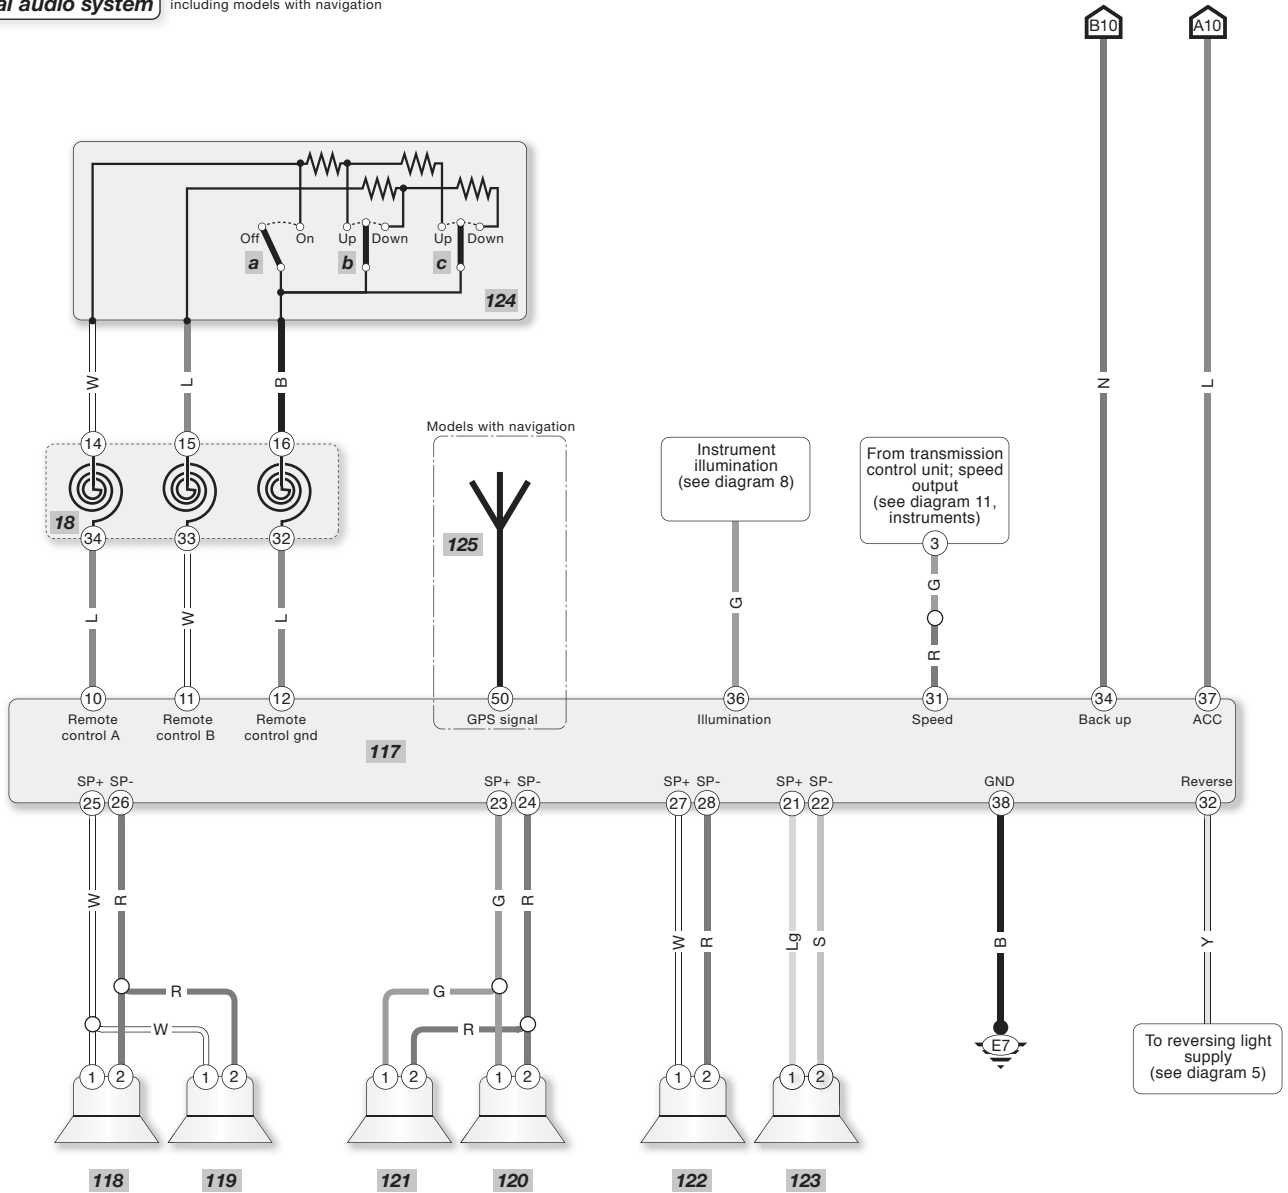 al audio system
including models with navigation
B10
A10
Off
On
Up
Down
Up
Down
a
b
c
124
W
L
B
N
L
14
15
16
18
34
33
32
Models with navigation
125
Instrument
illumination
(see diagram 8)
From transmission
control unit; speed
output
(see diagram 11,
instruments)
3
L
W
L
G
G
R
10
11
12
50
36
31
34
37
Remote
control A
Remote
control B
Remote
control gnd
GPS signal
Illumination
Speed
Back up
ACC
117
SP+
SP-
SP+
SP-
SP+
SP-
SP+
SP-
GND
Reverse
25
26
23
24
27
28
21
22
38
32
W
R
G
R
W
R
Lg
S
B
Y
R
W
G
R
E7
To reversing light
supply
(see diagram 5)
1
2
1
2
1
2
1
2
1
2
1
2
118
119
121
120
122
123